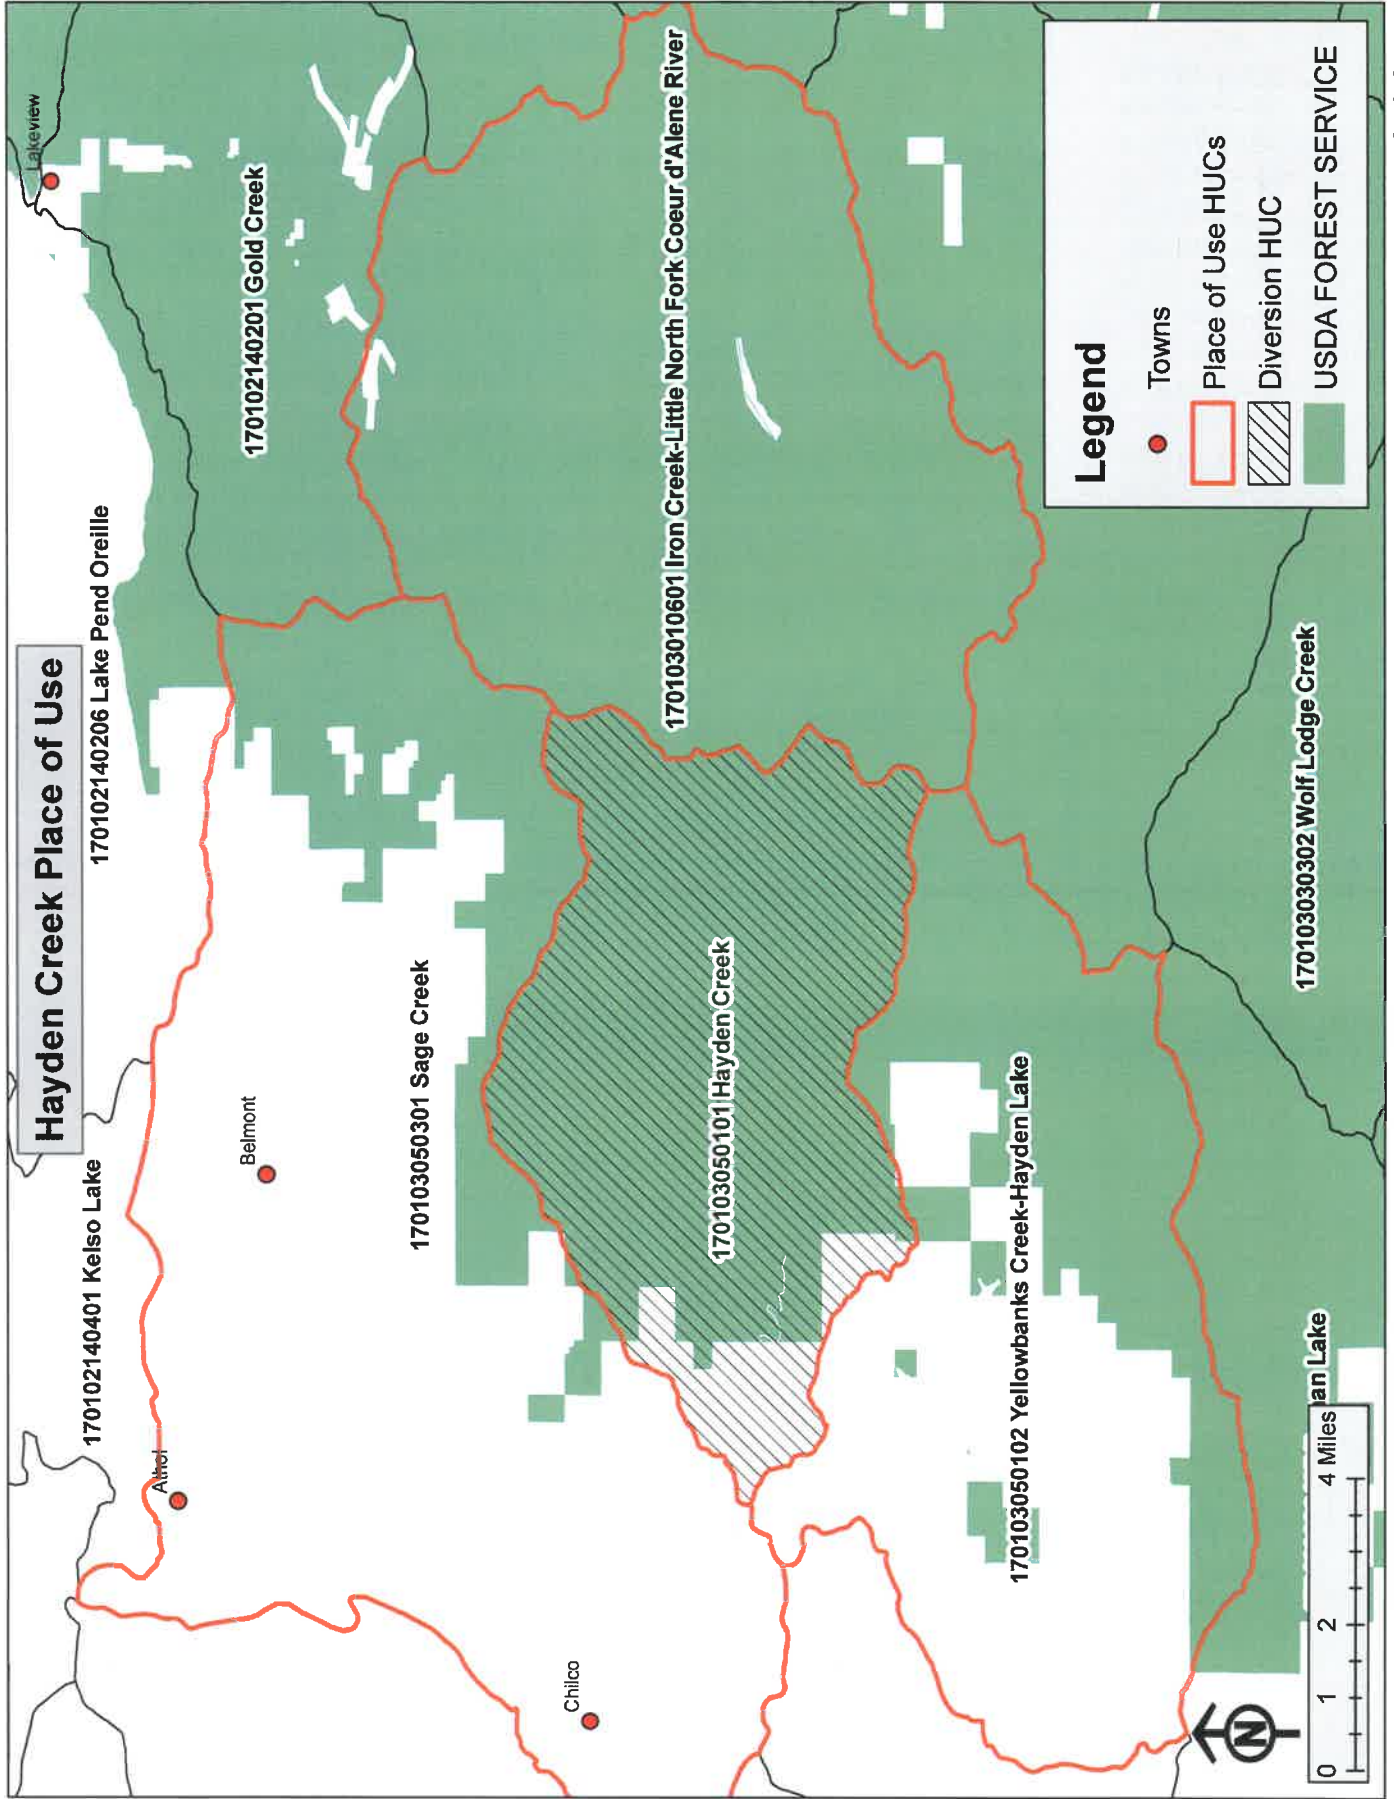 Hayden Creek Place of Use
Lakeview
170102140206 Lake Pend Oreille
170102140401 Kelso Lake
170102140201 Gold Creek
Athol
Belmont
170103050301 Sage Creek
Chilco
170103010601 Iron Creek-Little North Fork Coeur d'Alene River
170103050101 Hayden Creek
170103050102 Yellowbanks Creek-Hayden Lake
170103030302 Wolf Lodge Creek
an Lake
N
0 1 2 4 Miles
Legend
Towns
Place of Use HUCs
Diversion HUC
USDA FOREST SERVICE